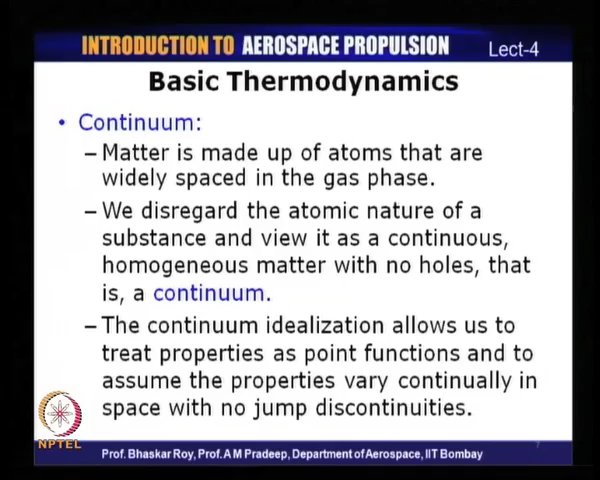 INTRODUCTION TO AEROSPACE PROPULSION
Lect-4
Basic Thermodynamics
• Continuum:
– Matter is made up of atoms that are
widely spaced in the gas phase.
– We disregard the atomic nature of a
substance and view it as a continuous,
homogeneous matter with no holes, that
is, a continuum.
– The continuum idealization allows us to
treat properties as point functions and to
assume the properties vary continually in
space with no jump discontinuities.
NPTEL
7
Prof. Bhaskar Roy, Prof. A M Pradeep, Department of Aerospace, IIT Bombay